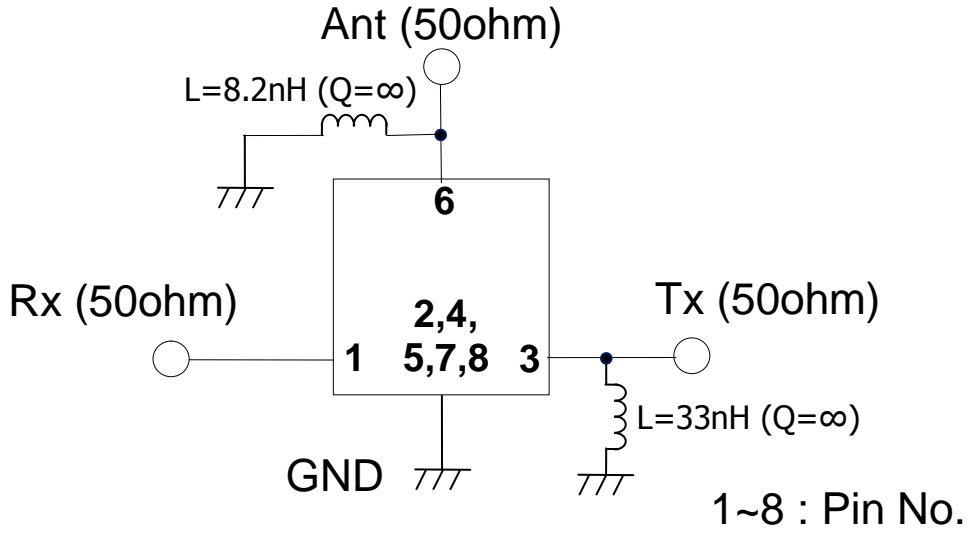 Ant (50ohm)
L=8.2nH (Q=∞)
6
Rx (50ohm)
Tx (50ohm)
2,4,
1 5,7,8 3
L=33nH (Q=∞)
GND
1~8 : Pin No.